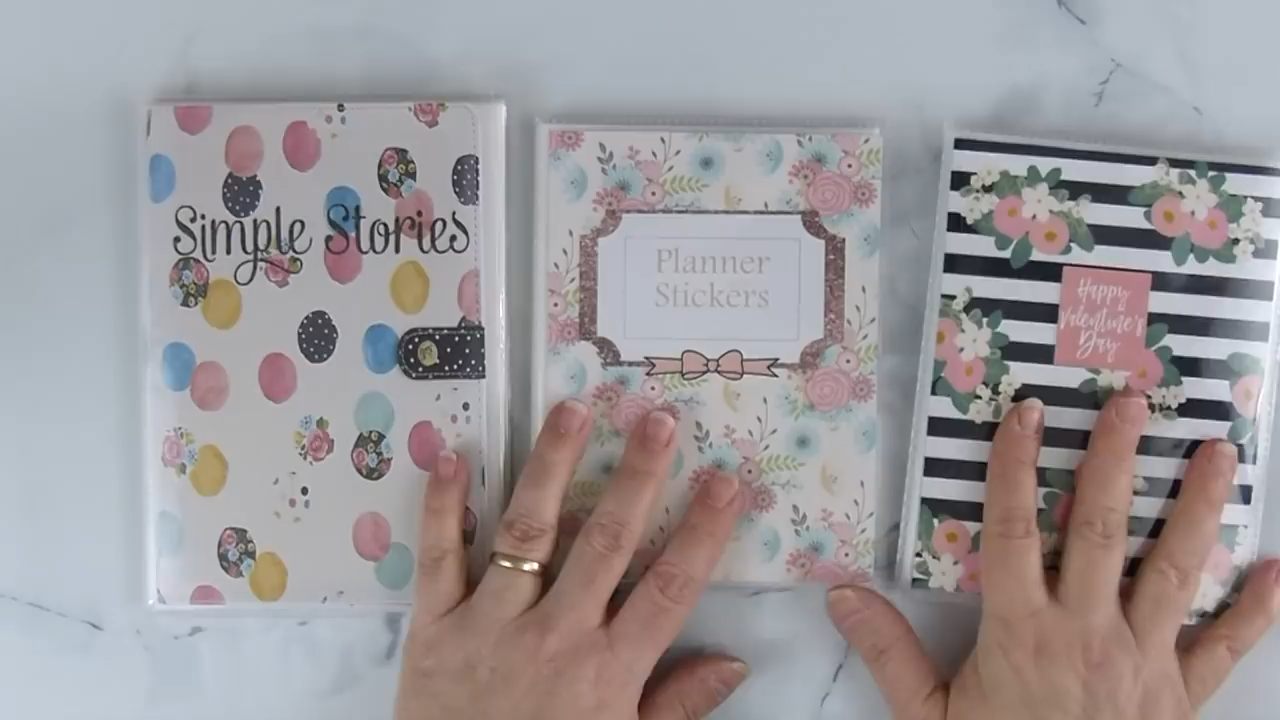 Simple Stories
Planner
Stickers
Happy
Valentine's
Day